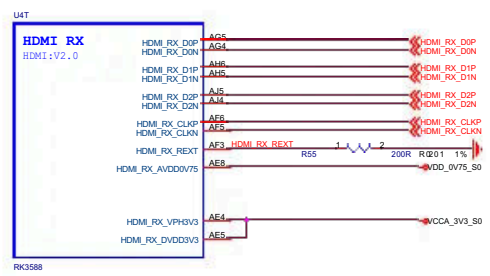 U4T
HDMI RX
HDMI:V2.0
HDMI_RX_D0P AG5 HDMI_RX_D0P
HDMI_RX_D0N AG4 HDMI_RX_D0N
HDMI_RX_D1P AH6 HDMI_RX_D1P
HDMI_RX_D1N AH5 HDMI_RX_D1N
HDMI_RX_D2P AJ5 HDMI_RX_D2P
HDMI_RX_D2N AJ4 HDMI_RX_D2N
HDMI_RX_CLKP AF6 HDMI_RX_CLKP
HDMI_RX_CLKN AF5 HDMI_RX_CLKN
HDMI_RX_REXT AF3 HDMI_RX_REXT 1 2
R55 200R R0201 1%
HDMI_RX_AVDD0V75 AE8 VDD_0V75_S0
HDMI_RX_VPH3V3 AE4 VCCA_3V3_S0
HDMI_RX_DVDD3V3 AE5
RK3588